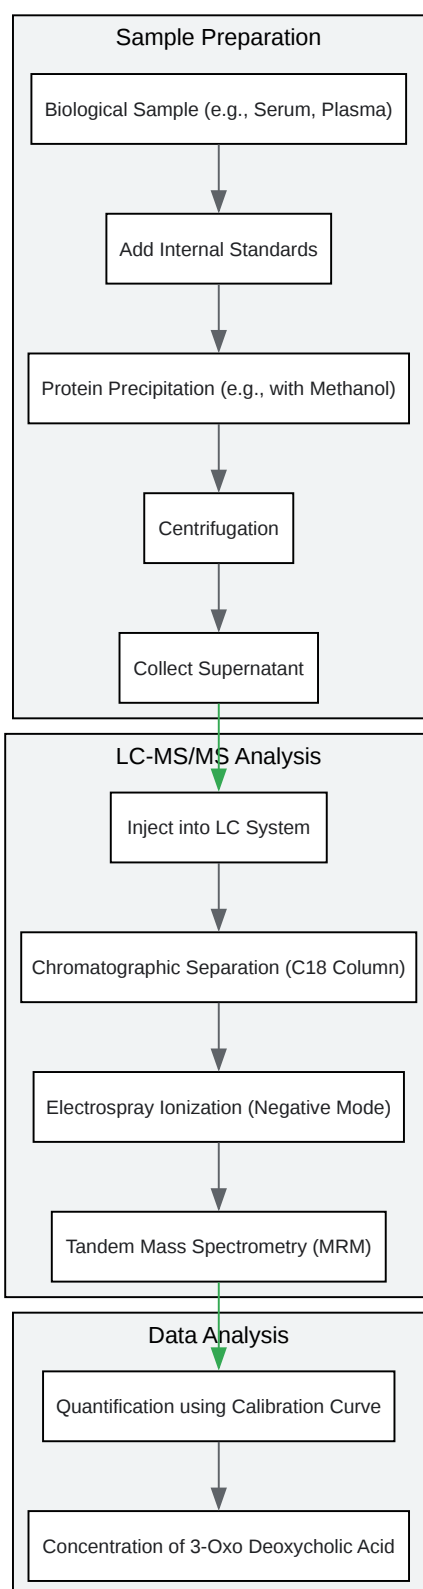 Sample Preparation
Biological Sample (e.g., Serum, Plasma)
Add Internal Standards
Protein Precipitation (e.g., with Methanol)
Centrifugation
Collect Supernatant
LC-MS/MS Analysis
Inject into LC System
Chromatographic Separation (C18 Column)
Electrospray Ionization (Negative Mode)
Tandem Mass Spectrometry (MRM)
Data Analysis
Quantification using Calibration Curve
Concentration of 3-Oxo Deoxycholic Acid